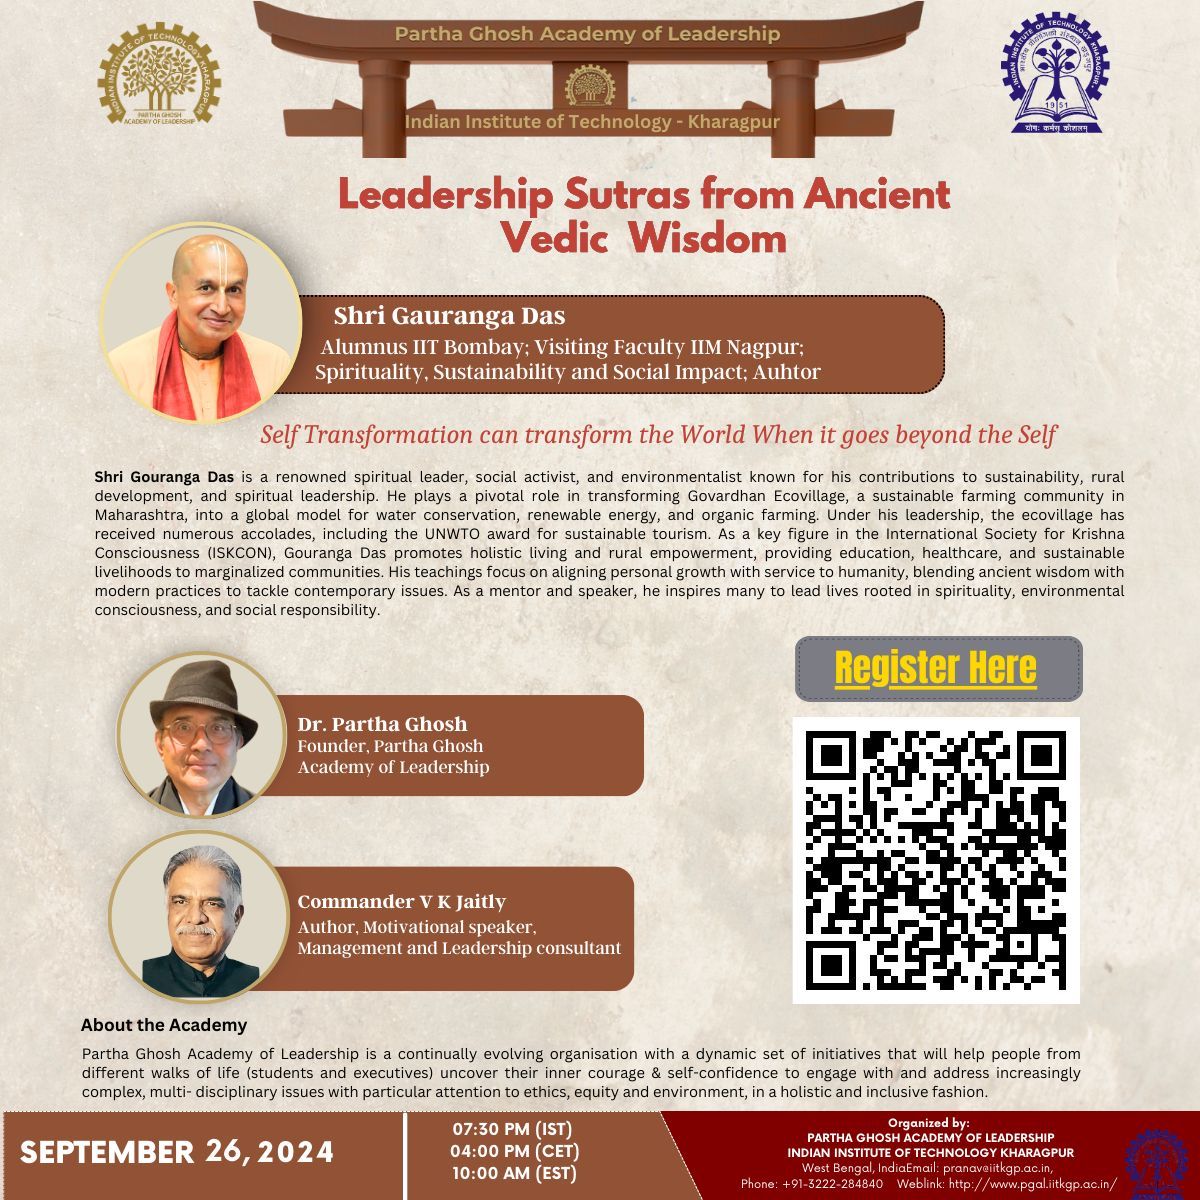 INDIAN INSTITUTE OF TECHNOLOGY KHARAGPUR
PARTHA GHOSH
ACADEMY OF LEADERSHIP
Partha Ghosh Academy of Leadership
Indian Institute of Technology - Kharagpur
INDIAN INSTITUTE OF TECHNOLOGY KHARAGPUR
1951
योगः कर्मसु कौशलम्
Leadership Sutras from Ancient
Vedic Wisdom
Shri Gauranga Das
Alumnus IIT Bombay; Visiting Faculty IIM Nagpur;
Spirituality, Sustainability and Social Impact; Auhtor
Self Transformation can transform the World When it goes beyond the Self
Shri Gouranga Das is a renowned spiritual leader, social activist, and environmentalist known for his contributions to sustainability, rural
development, and spiritual leadership. He plays a pivotal role in transforming Govardhan Ecovillage, a sustainable farming community in
Maharashtra, into a global model for water conservation, renewable energy, and organic farming. Under his leadership, the ecovillage has
received numerous accolades, including the UNWTO award for sustainable tourism. As a key figure in the International Society for Krishna
Consciousness (ISKCON), Gouranga Das promotes holistic living and rural empowerment, providing education, healthcare, and sustainable
livelihoods to marginalized communities. His teachings focus on aligning personal growth with service to humanity, blending ancient wisdom with
modern practices to tackle contemporary issues. As a mentor and speaker, he inspires many to lead lives rooted in spirituality, environmental
consciousness, and social responsibility.
Register Here
Dr. Partha Ghosh
Founder, Partha Ghosh
Academy of Leadership
Commander V K Jaitly
Author, Motivational speaker,
Management and Leadership consultant
About the Academy
Partha Ghosh Academy of Leadership is a continually evolving organisation with a dynamic set of initiatives that will help people from
different walks of life (students and executives) uncover their inner courage & self-confidence to engage with and address increasingly
complex, multi- disciplinary issues with particular attention to ethics, equity and environment, in a holistic and inclusive fashion.
SEPTEMBER 26, 2024
07:30 PM (IST)
04:00 PM (CET)
10:00 AM (EST)
Organized by:
PARTHA GHOSH ACADEMY OF LEADERSHIP
INDIAN INSTITUTE OF TECHNOLOGY KHARAGPUR
West Bengal, IndiaEmail: pranav@iitkgp.ac.in,
Phone: +91-3222-284840 Weblink: http://www.pgal.iitkgp.ac.in/